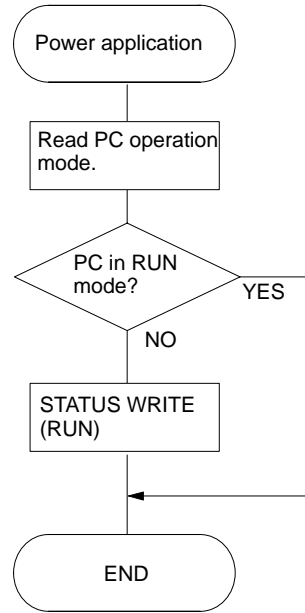 Power application
Read PC operation
mode.
PC in RUN
mode?
YES
NO
STATUS WRITE
(RUN)
END